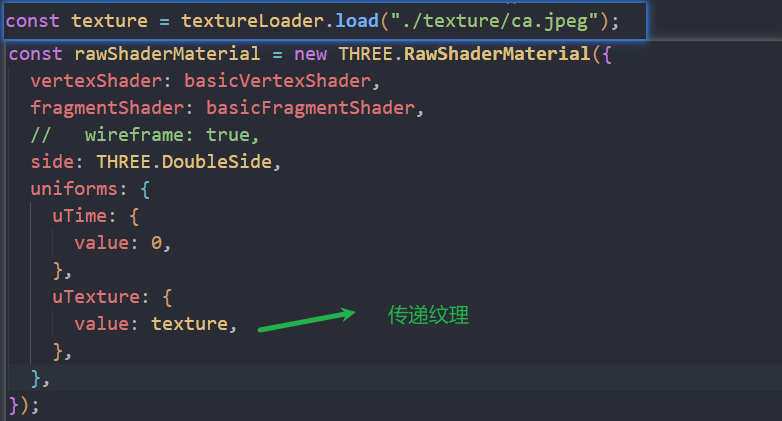 const texture = textureLoader.load("./texture/ca.jpeg");
const rawShaderMaterial = new THREE.RawShaderMaterial({
  vertexShader: basicVertexShader,
  fragmentShader: basicFragmentShader,
  //   wireframe: true,
  side: THREE.DoubleSide,
  uniforms: {
    uTime: {
      value: 0,
    },
    uTexture: {
      value: texture, 传递纹理
    },
  },
});